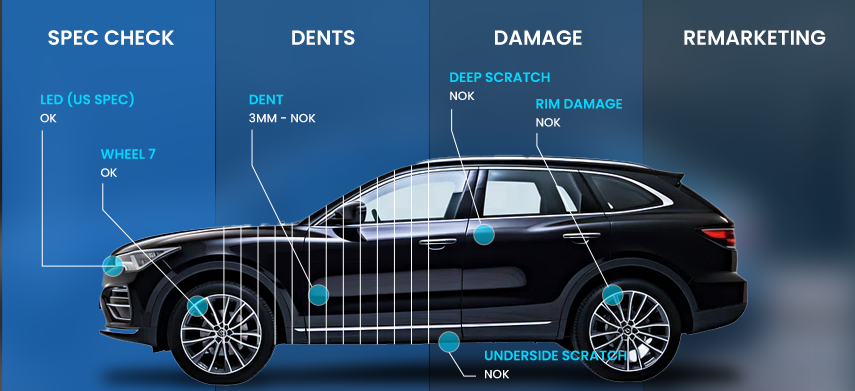 SPEC CHECK
DENTS
DAMAGE
REMARKETING
LED (US SPEC)
OK
WHEEL 7
OK
DENT
3MM - NOK
DEEP SCRATCH
NOK
RIM DAMAGE
NOK
UNDERSIDE SCRATCH
NOK